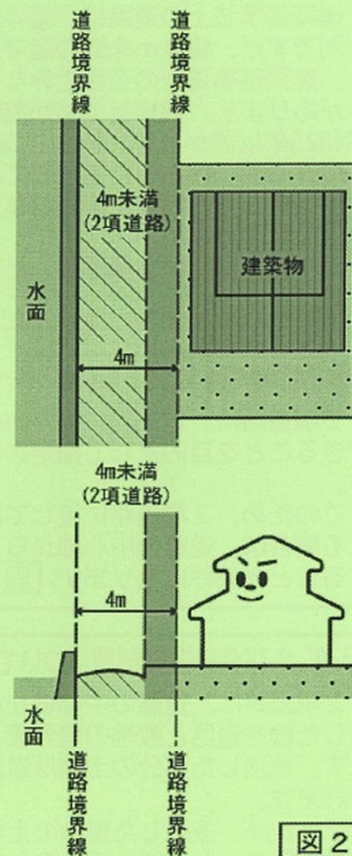 道路境界線
道路境界線
4m未満
(2項道路)
建築物
水面
4m
4m未満
(2項道路)
4m
水面
道路境界線
道路境界線
図2